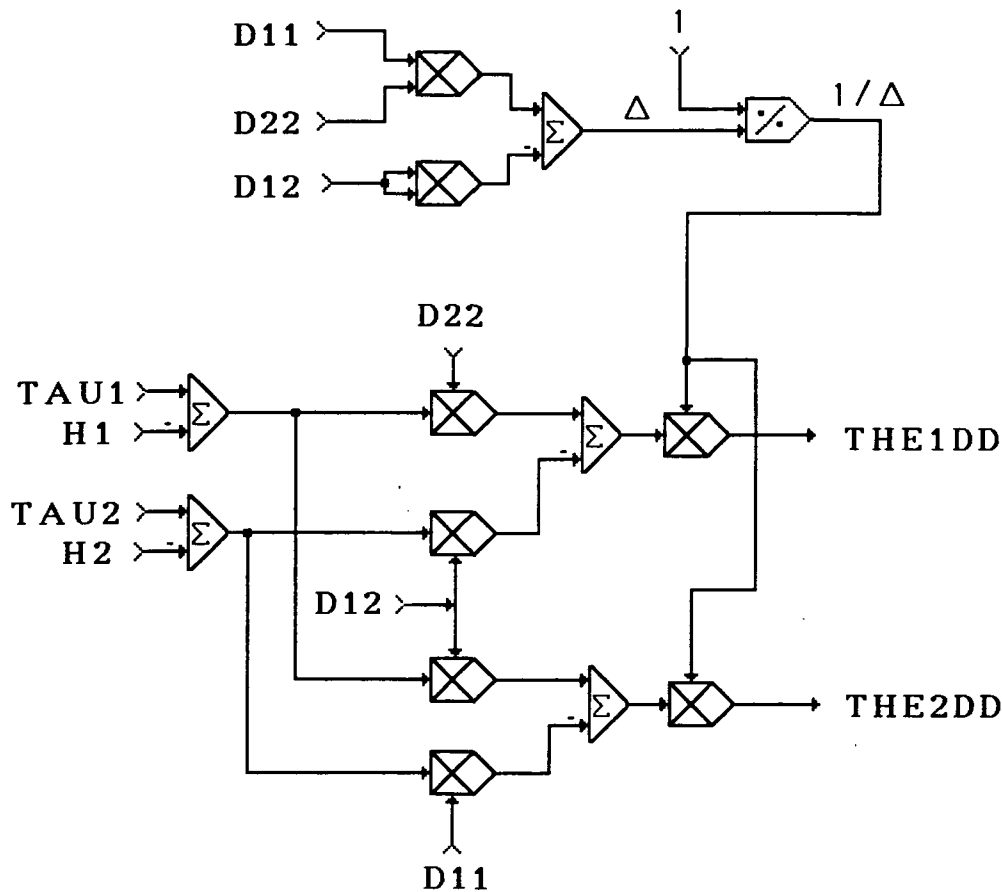 D11
1
D22
Σ
Δ
1/Δ
-
D12
D22
TAU1
Σ
H1
-
Σ
-
THE1DD
TAU2
Σ
H2
-
D12
Σ
-
THE2DD
D11